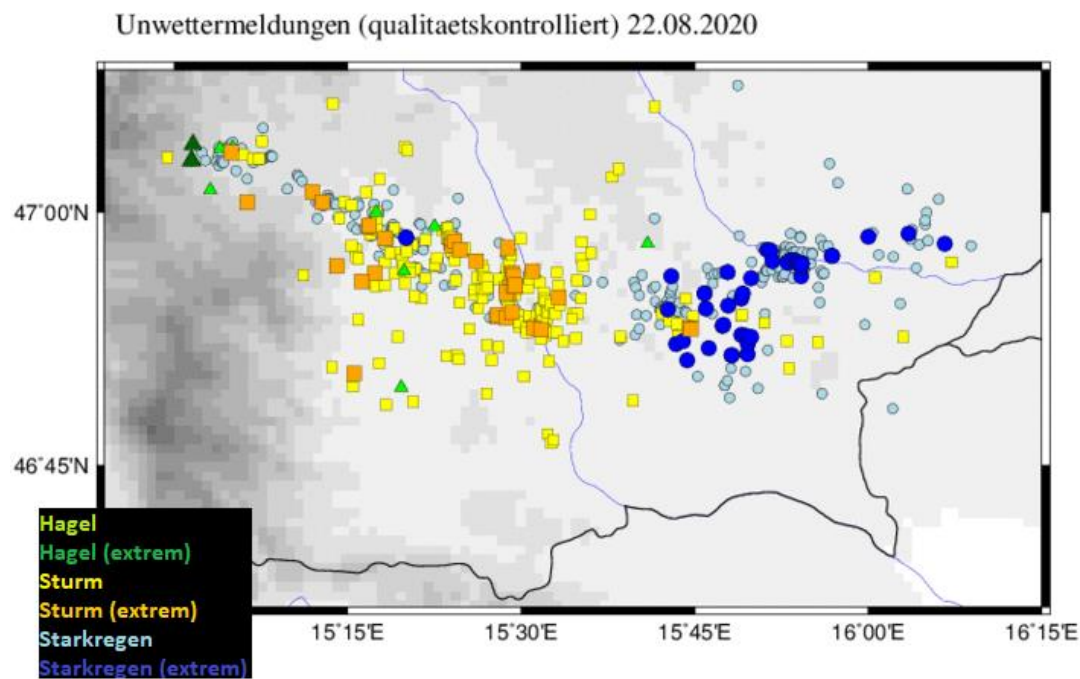 Unwettermeldungen (qualitaetskontrolliert) 22.08.2020
47°00'N
46°45'N
Hagel
Hagel (extrem)
Sturm
Sturm (extrem)
Starkregen
Starkregen (extrem)
15°15'E 15°30'E 15°45'E 16°00'E 16°15'E